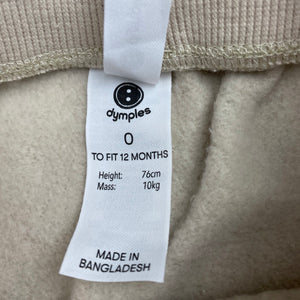 dymples
0
TO FIT 12 MONTHS
Height: 76cm
Mass: 10kg
MADE IN
BANGLADESH